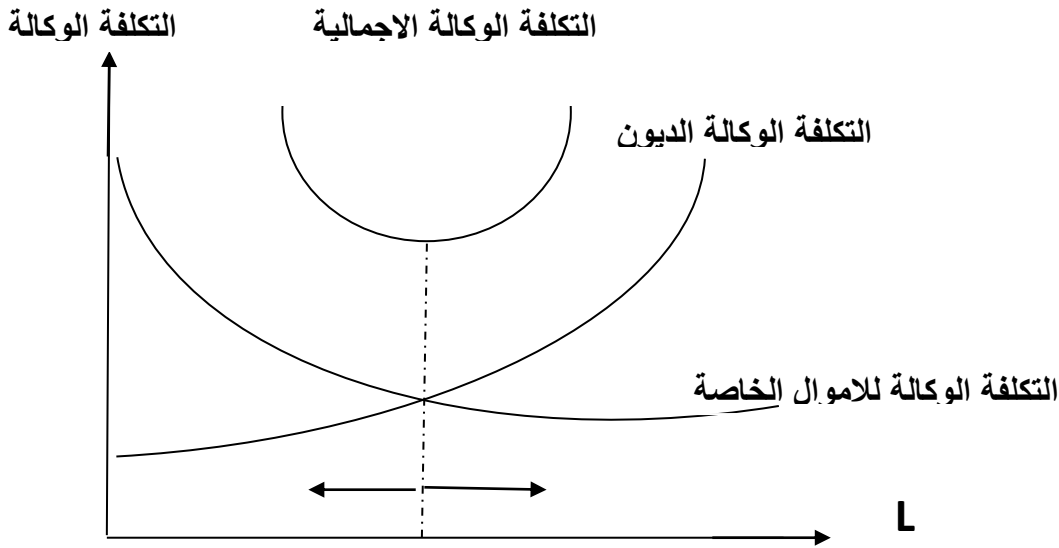 التكلفة الوكالة
التكلفة الوكالة الاجمالية
التكلفة الوكالة الديون
التكلفة الوكالة للاموال الخاصة
L